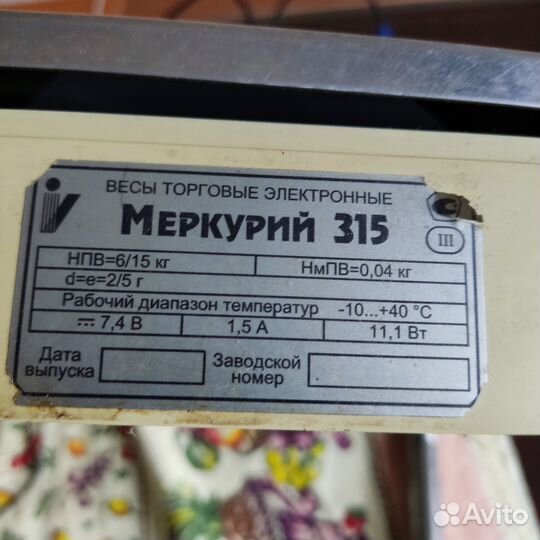 ВЕСЫ ТОРГОВЫЕ ЭЛЕКТРОННЫЕ
МЕРКУРИЙ 315
III
НПВ=6/15 кг
НмПВ=0,04 кг
d=e=2/5 г
Рабочий диапазон температур -10...+40 °C
7,4 В 1,5 А 11,1 Вт
Дата выпуска
Заводской номер
Avito